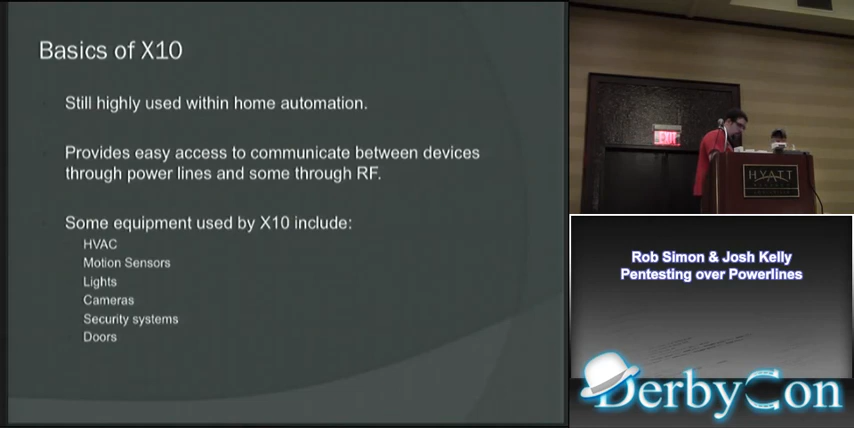 Basics of X10
Still highly used within home automation.
Provides easy access to communicate between devices
through power lines and some through RF.
Some equipment used by X10 include:
HVAC
Motion Sensors
Lights
Cameras
Security systems
Doors
EXIT
HYATT
Rob Simon & Josh Kelly
Pentesting over Powerlines
DerbyCon